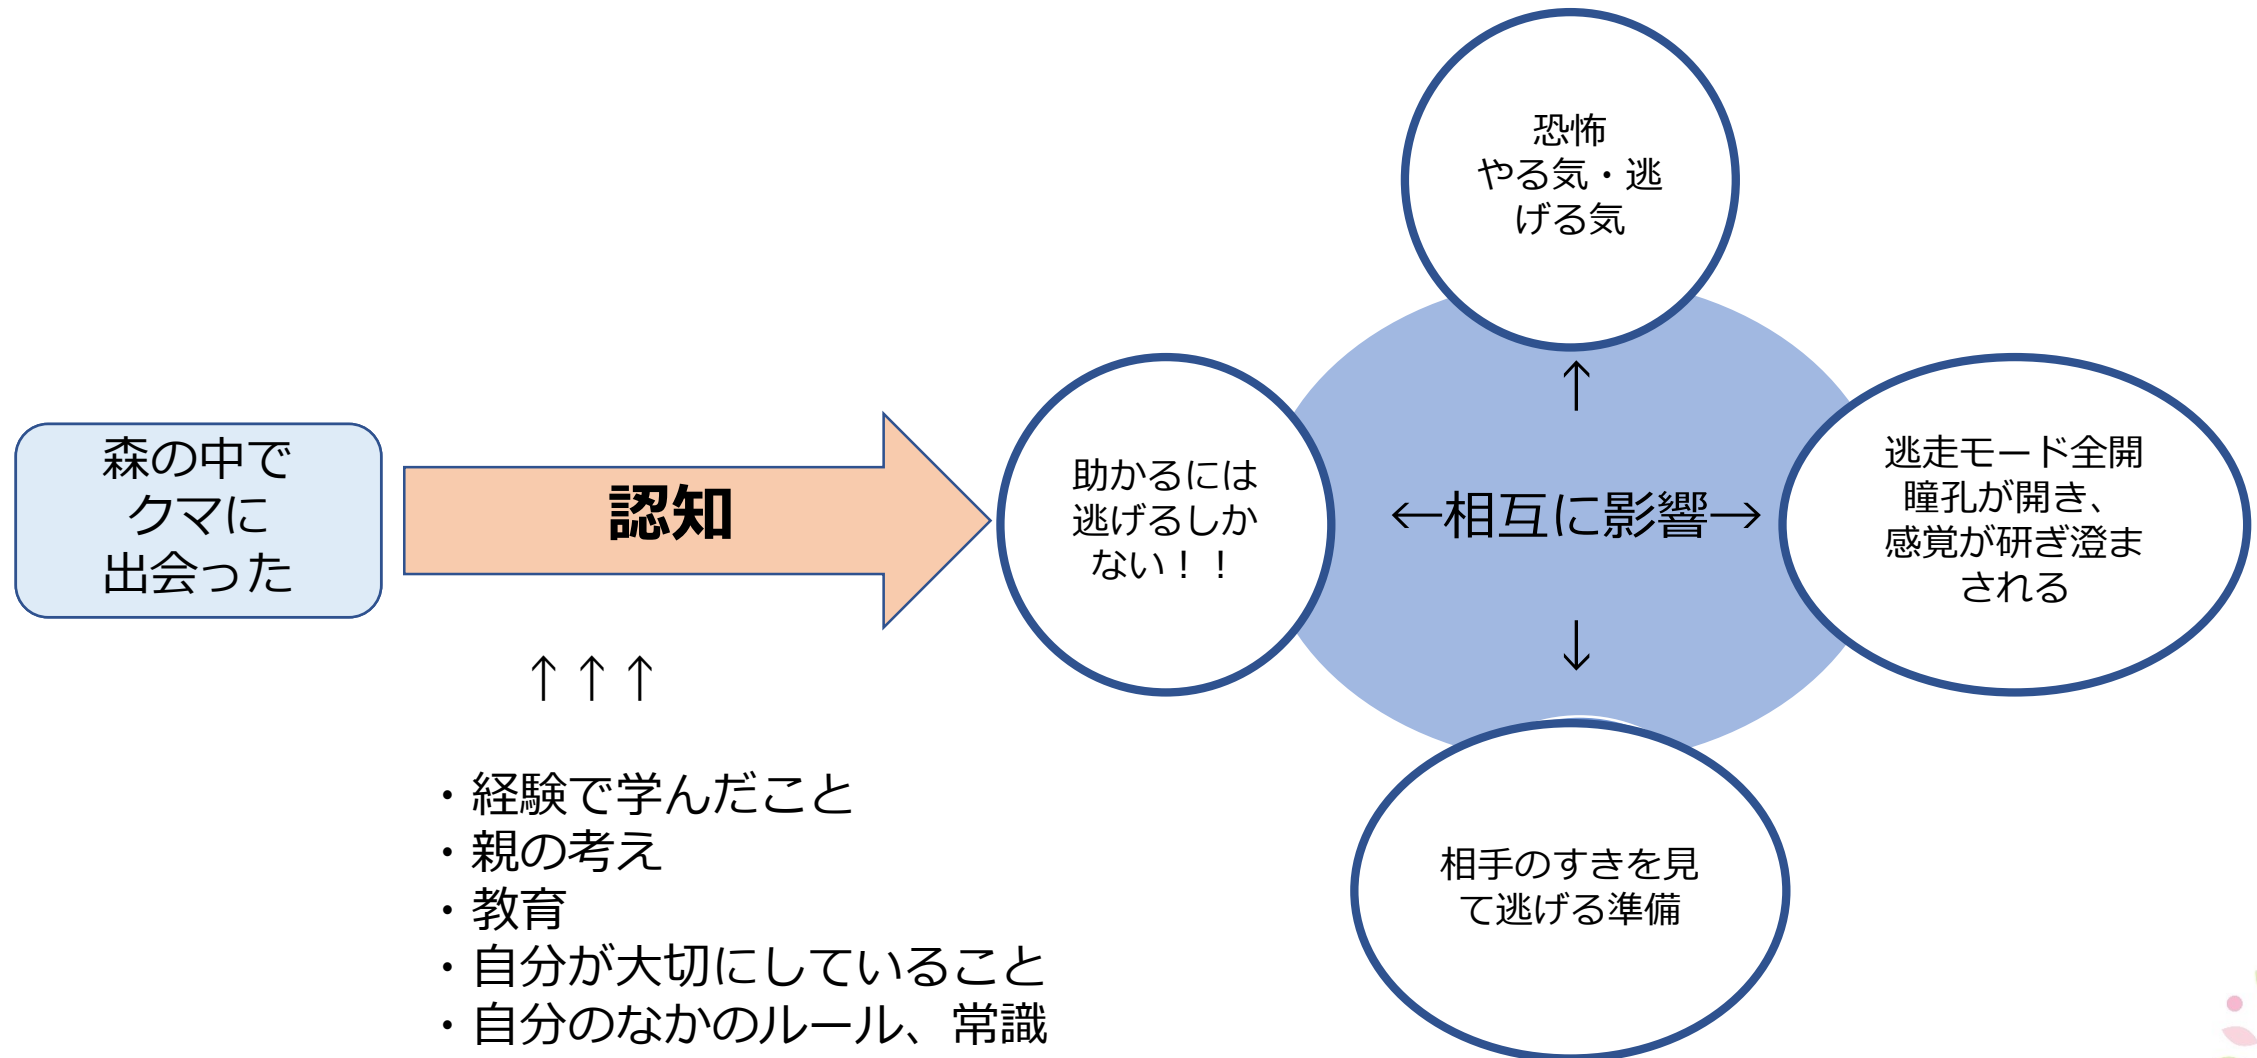 森の中で
クマに
出会った
認知
↑↑↑
・経験で学んだこと
・親の考え
・教育
・自分が大切にしていること
・自分のなかのルール、常識
恐怖
やる気・逃
げる気
助かるには
逃げるしか
ない！！
↑
←相互に影響→
↓
逃走モード全開
瞳孔が開き、
感覚が研ぎ澄ま
される
相手のすきを見
て逃げる準備